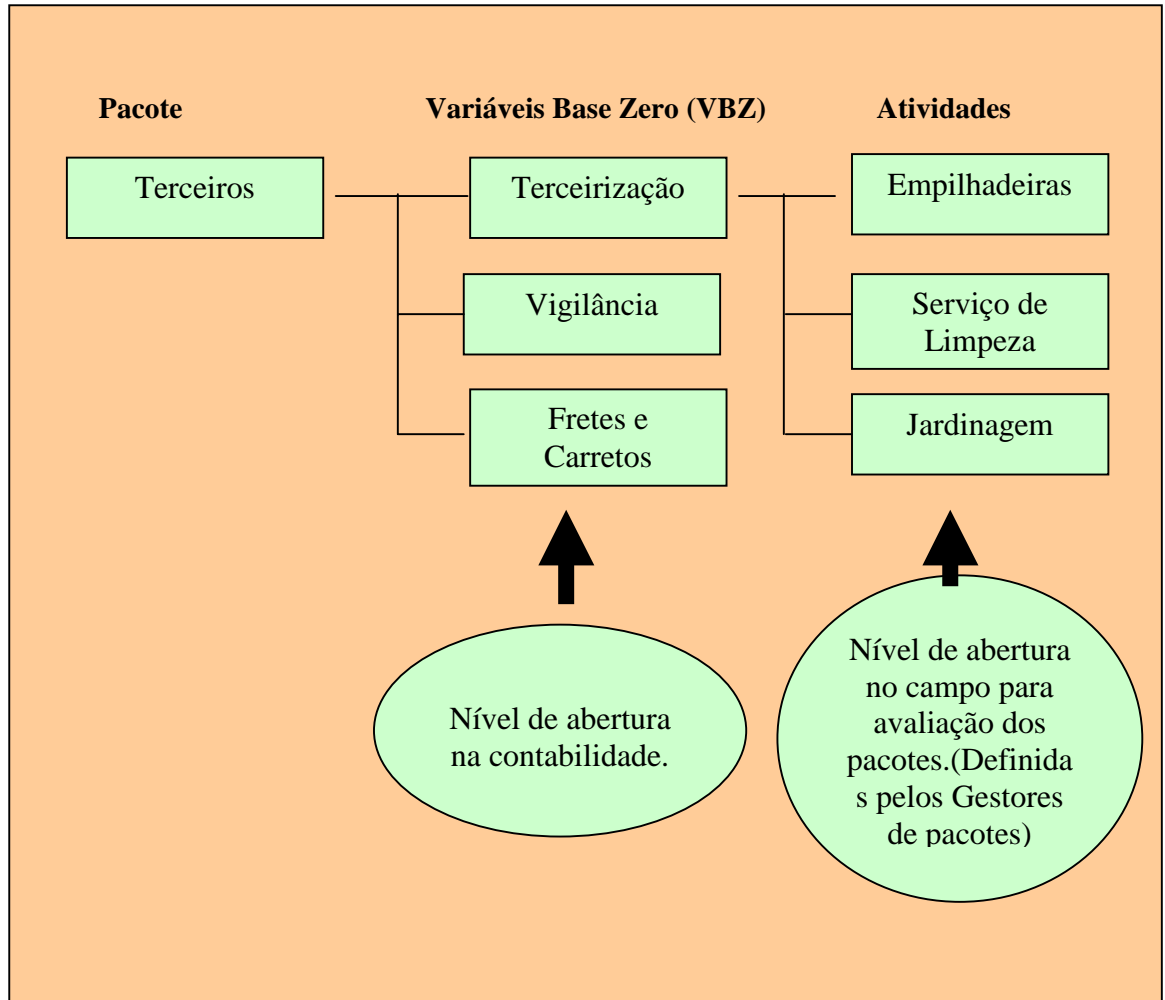 Pacote
Variáveis Base Zero (VBZ)
Atividades
Terceiros
Terceirização
Empilhadeiras
Vigilância
Serviço de
Limpeza
Fretes e
Carretos
Jardinagem
Nível de abertura
na contabilidade.
Nível de abertura
no campo para
avaliação dos
pacotes.(Definida
s pelos Gestores
de pacotes)